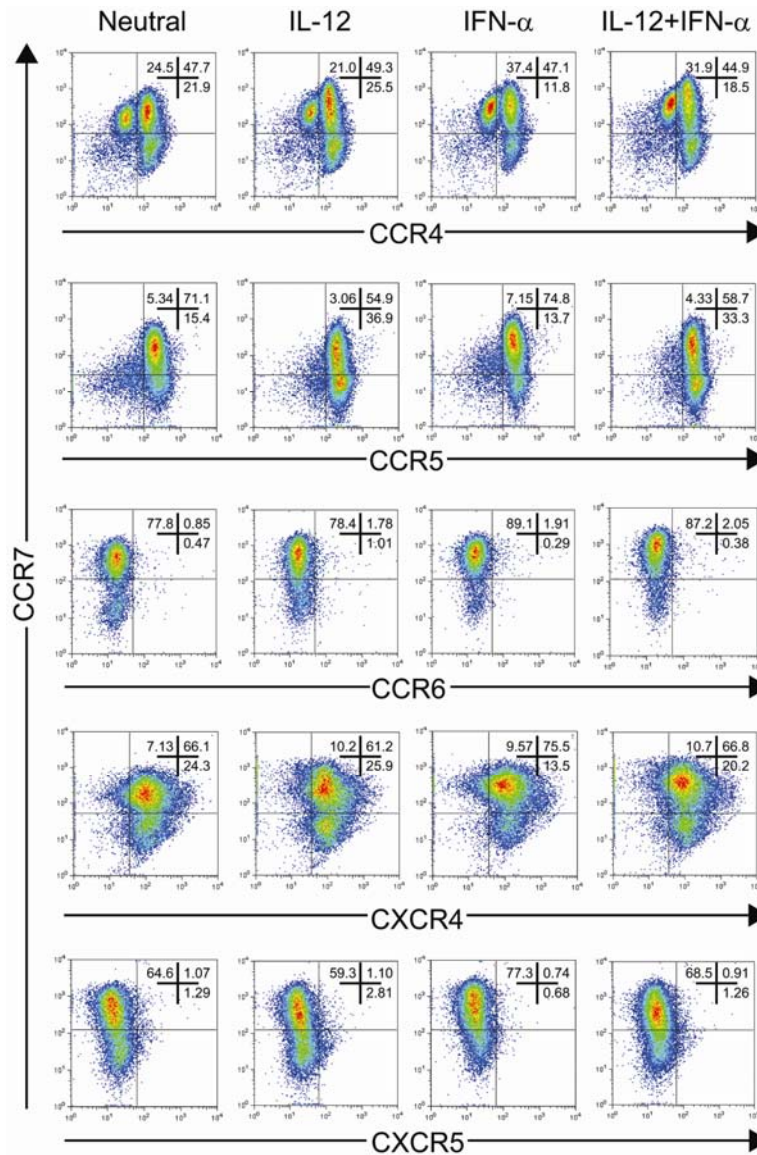 Neutral IL-12 IFN-α IL-12+IFN-α
24.5 47.7 21.0 49.3 37.4 47.1 31.9 44.9
21.9 25.5 11.8 18.5
CCR4
5.34 71.1 3.06 54.9 7.15 74.8 4.33 58.7
15.4 36.9 13.7 33.3
CCR5
CCR7
77.8 0.85 78.4 1.78 89.1 1.91 87.2 2.05
0.47 1.01 0.29 0.38
CCR6
7.13 66.1 10.2 61.2 9.57 75.5 10.7 66.8
24.3 25.9 13.5 20.2
CXCR4
64.6 1.07 59.3 1.10 77.3 0.74 68.5 0.91
1.29 2.81 0.68 1.26
CXCR5